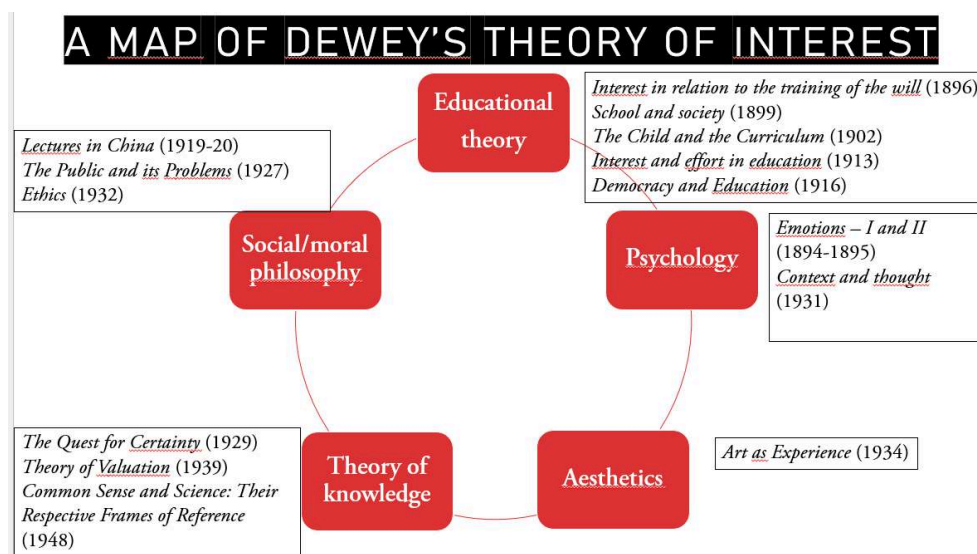 A MAP OF DEWEY'S THEORY OF INTEREST
Educational
theory
Interest in relation to the training of the will (1896)
School and society (1899)
The Child and the Curriculum (1902)
Interest and effort in education (1913)
Democracy and Education (1916)
Lectures in China (1919-20)
The Public and its Problems (1927)
Ethics (1932)
Social/moral
philosophy
Psychology
Emotions – I and II
(1894-1895)
Context and thought
(1931)
The Quest for Certainty (1929)
Theory of Valuation (1939)
Common Sense and Science: Their
Respective Frames of Reference
(1948)
Theory of
knowledge
Aesthetics
Art as Experience (1934)